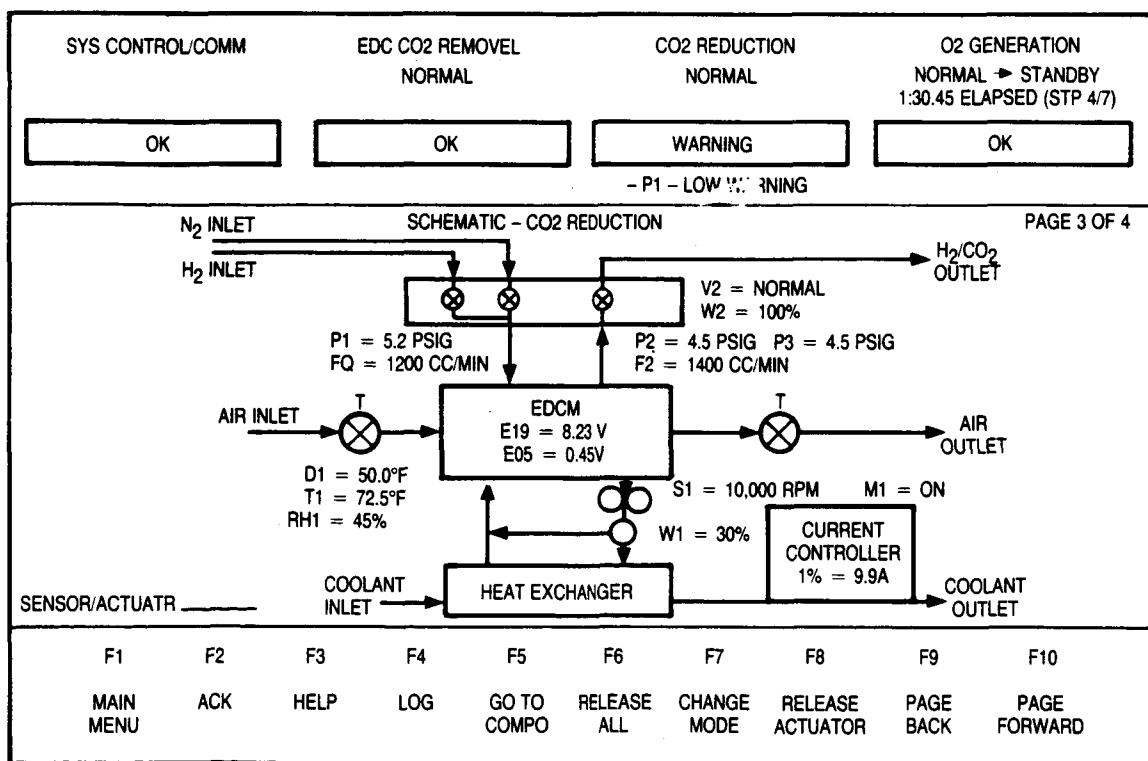 SYS CONTROL/COMM
EDC CO2 REMOVEL
NORMAL
CO2 REDUCTION
NORMAL
O2 GENERATION
NORMAL → STANDBY
1:30.45 ELAPSED (STP 4/7)
OK
OK
WARNING
OK
– P1 – LOW WARNING
SCHEMATIC – CO2 REDUCTION
PAGE 3 OF 4
N2 INLET
H2 INLET
H2/CO2
OUTLET
V2 = NORMAL
W2 = 100%
P1 = 5.2 PSIG
FQ = 1200 CC/MIN
P2 = 4.5 PSIG P3 = 4.5 PSIG
F2 = 1400 CC/MIN
T
T
AIR INLET
EDCM
E19 = 8.23 V
E05 = 0.45V
AIR
OUTLET
D1 = 50.0°F
T1 = 72.5°F
RH1 = 45%
S1 = 10,000 RPM M1 = ON
W1 = 30%
CURRENT
CONTROLLER
1% = 9.9A
COOLANT
INLET
HEAT EXCHANGER
COOLANT
OUTLET
SENSOR/ACTUATR ________
F1 F2 F3 F4 F5 F6 F7 F8 F9 F10
MAIN
MENU
ACK
HELP
LOG
GO TO
COMPO
RELEASE
ALL
CHANGE
MODE
RELEASE
ACTUATOR
PAGE
BACK
PAGE
FORWARD